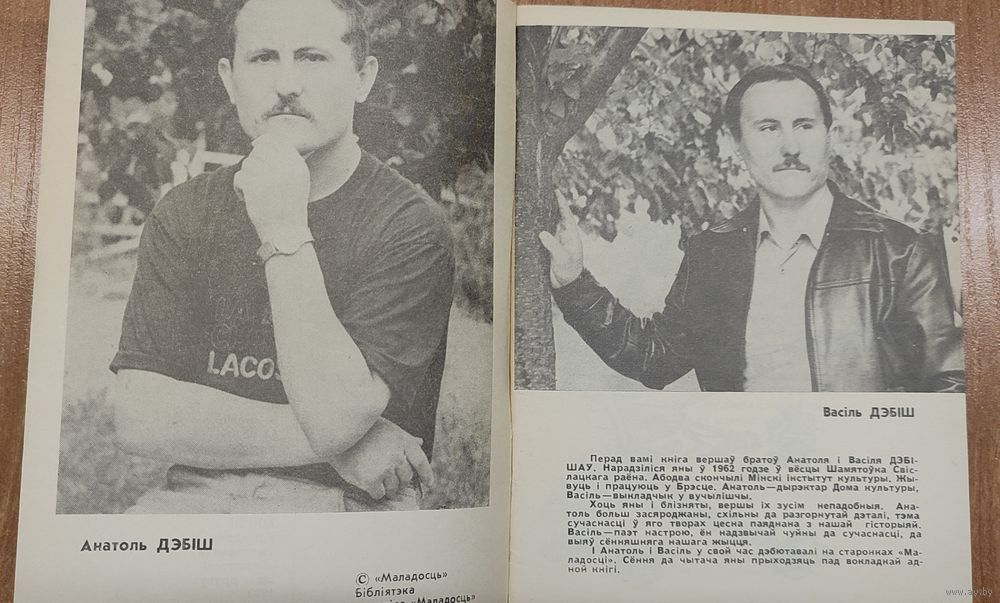 LACOS
Анатоль ДЭБІШ
© «Маладосць»
Бібліятэка
«Маладосць»
Васіль ДЭБІШ
Перад вамі кніга вершаў братоў Анатоля і Васіля ДЭБІ-
ШАЎ. Нарадзіліся яны ў 1962 годзе ў вёсцы Шамятоўка Свіс-
лацкага раёна. Абодва скончылі Мінскі інстытут культуры. Жы-
вуць і працуюць у Брэсце. Анатоль—дырэктар Дома культуры,
Васіль—выкладчык у вучылішчы.
Хоць яны і блізняты, вершы іх зусім непадобныя. Ана-
толь больш засяроджаны, схільны да разгорнутай дэталі, тэма
сучаснасці ў яго творах цесна паяднана з нашай гісторыяй.
Васіль—паэт настрою, ён надзвычай чуйны да сучаснасці, да
выяў сённяшняга нашага жыцця.
І Анатоль і Васіль у свой час дэбютавалі на старонках «Ма-
ладосці». Сёння да чытача яны прыходзяць пад вокладкай ад-
ной кнігі.
www.ay.by